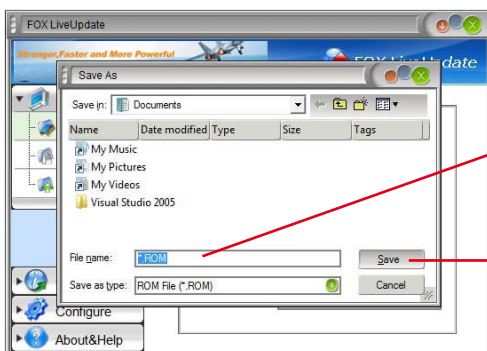 FOX LiveUpdate
Stronger,Faster and More Powerful
FOX LiveUpdate
Save As
Save in: Documents
Name Date modified Type Size Tags
My Music
My Pictures
My Videos
Visual Studio 2005
File name: *.ROM Save
Save as type: ROM File (*.ROM) Cancel
Configure
About&Help